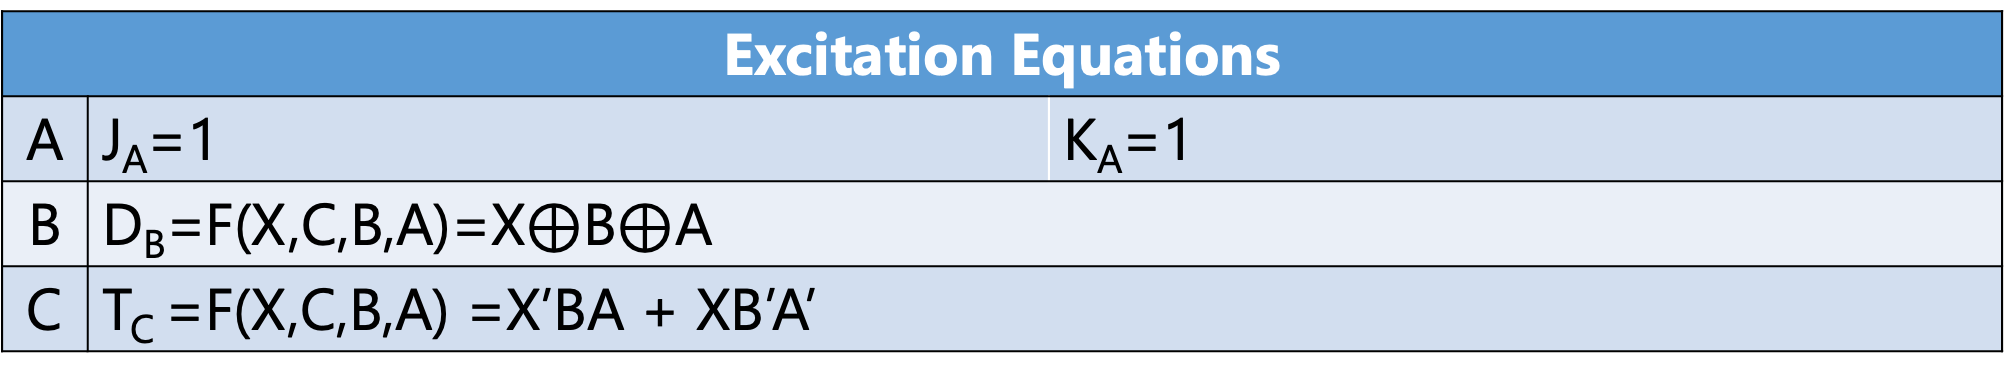 Excitation Equations
A J_A=1 K_A=1
B D_B=F(X,C,B,A)=X⨁B⨁A
C T_C =F(X,C,B,A) =X’BA + XB’A’